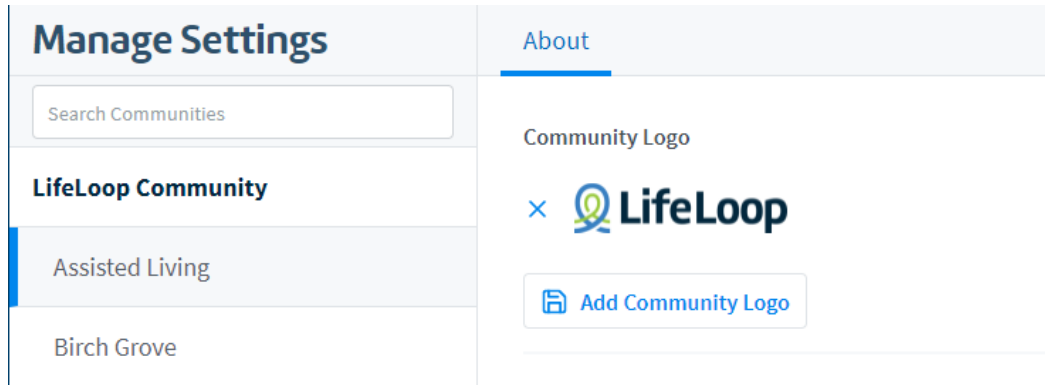 Manage Settings
About
Search Communities
LifeLoop Community
Assisted Living
Birch Grove
Community Logo
LifeLoop
Add Community Logo